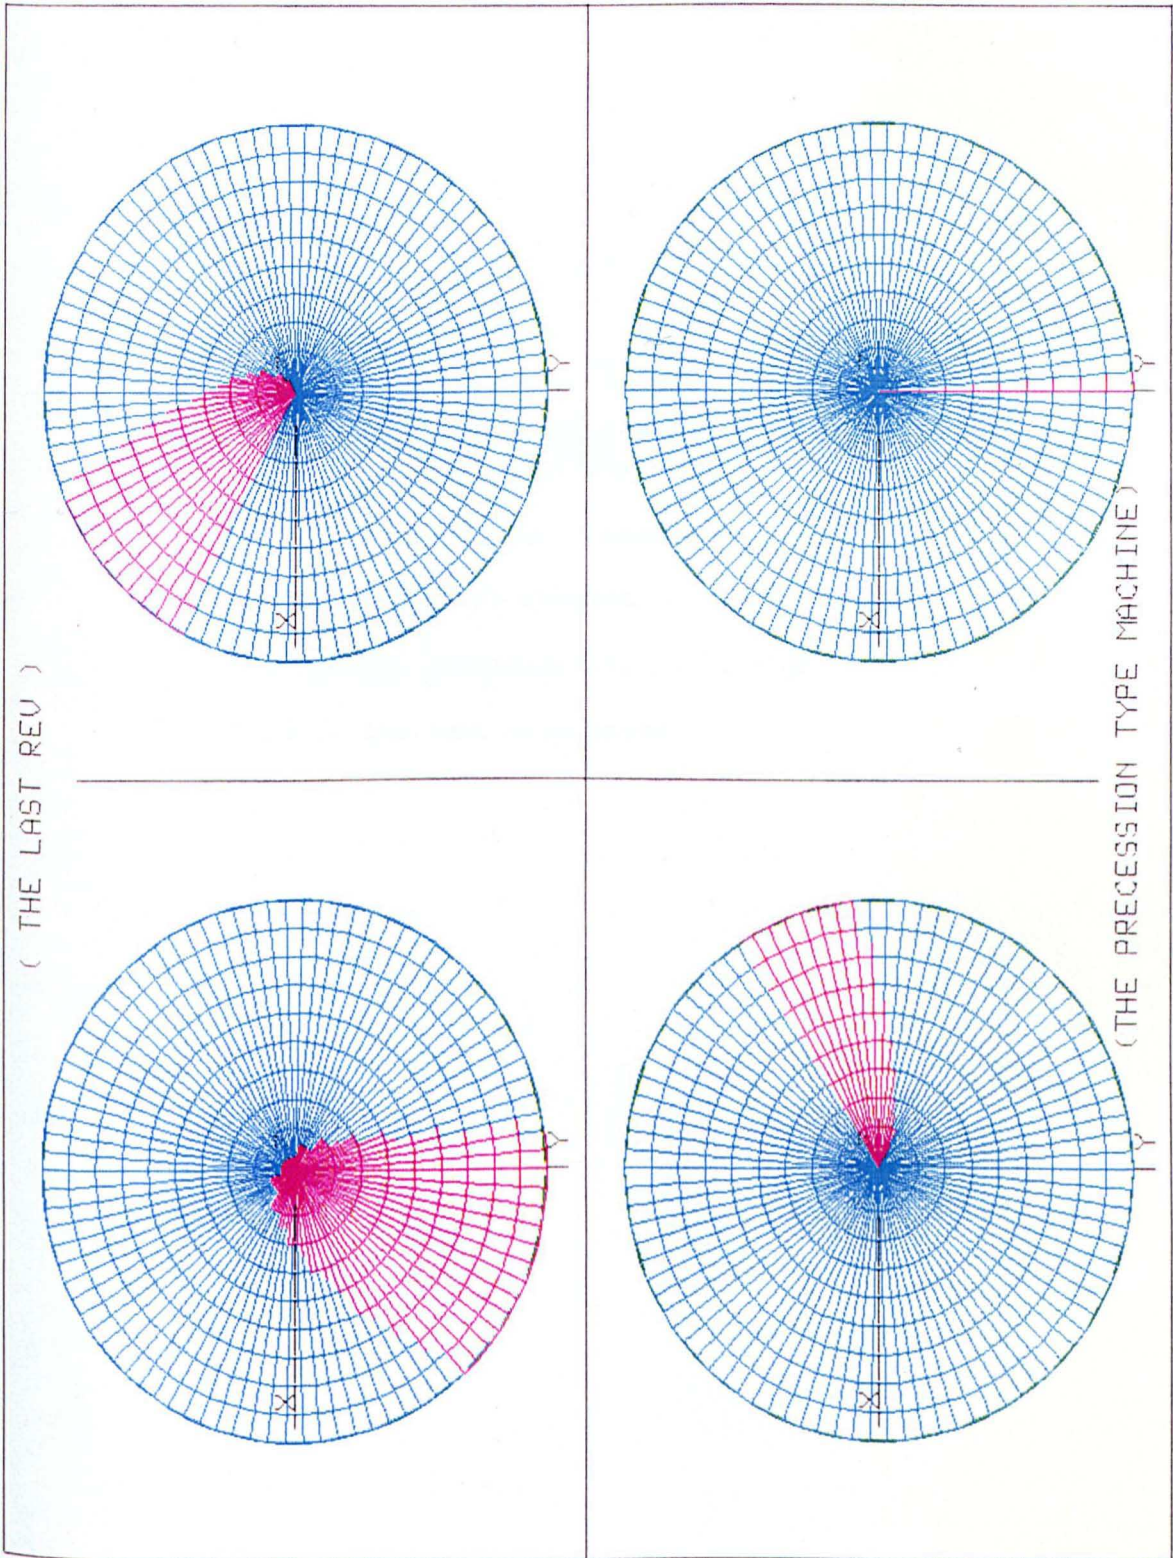 ( THE LAST REV )
X
Y
X
Y
X
Y
X
Y
(THE PRECESSION TYPE MACHINE)